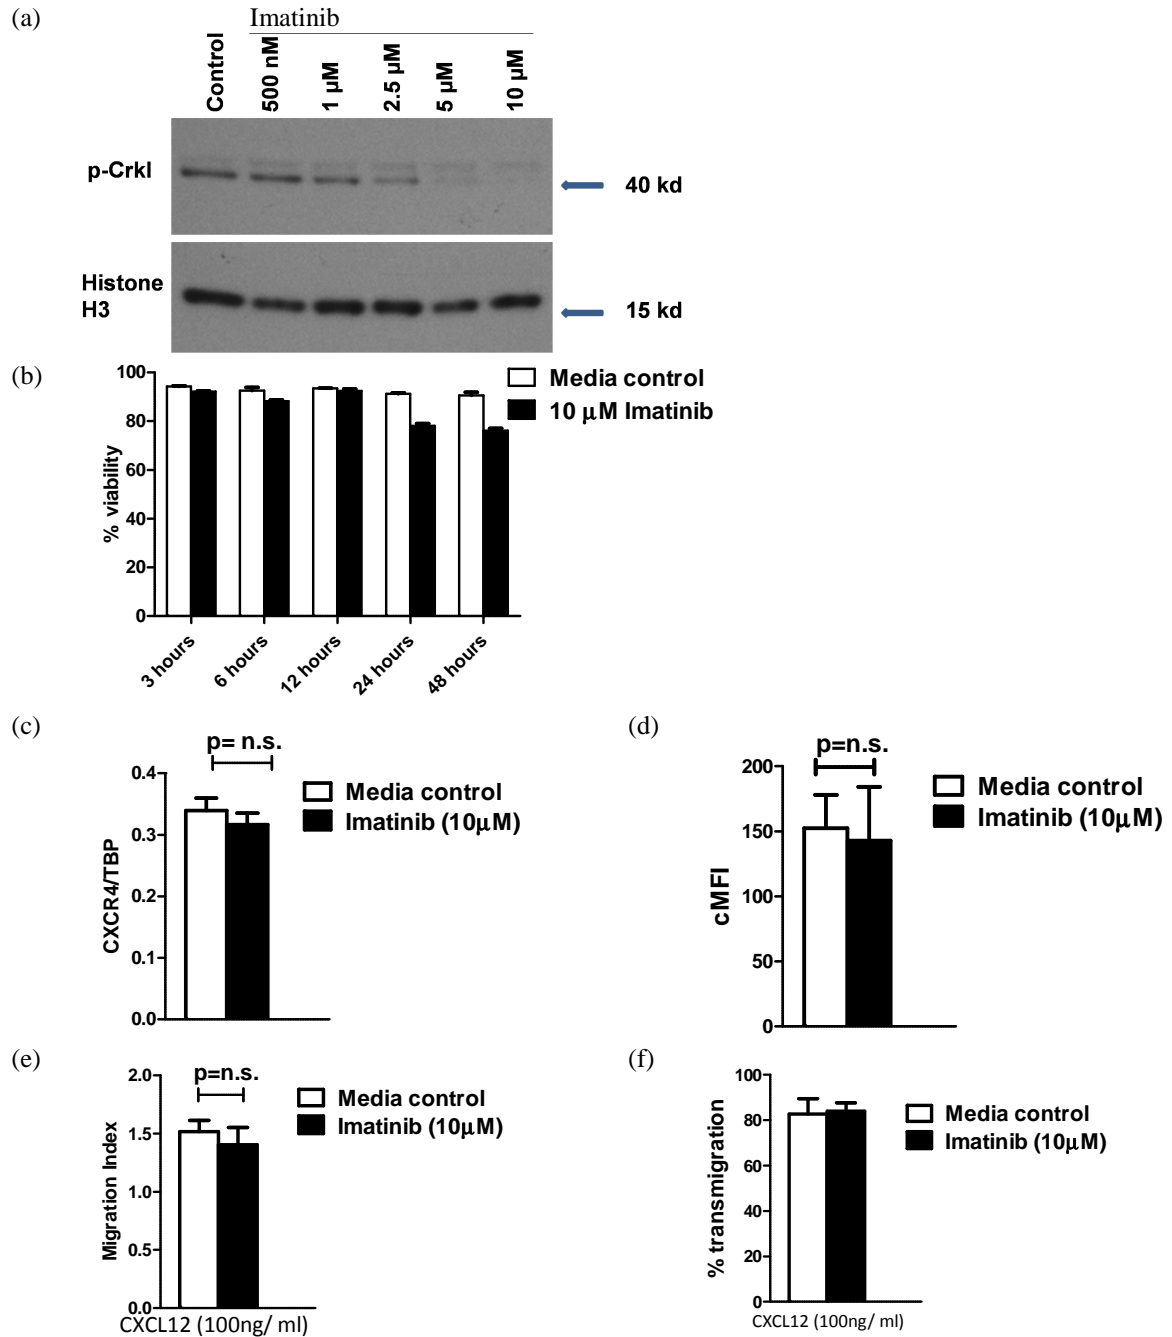 (a)
Imatinib
Control
500 nM
1 µM
2.5 µM
5 µM
10 µM
p-Crkl
40 kd
Histone
H3
15 kd
(b)
100
80
60
40
20
0
% viability
3 hours
6 hours
12 hours
24 hours
48 hours
Media control
10 µM Imatinib
(c)
p= n.s.
0.4
0.3
0.2
0.1
0.0
CXCR4/TBP
Media control
Imatinib (10µM)
(d)
p=n.s.
200
150
100
50
0
cMFI
Media control
Imatinib (10µM)
(e)
p=n.s.
2.0
1.5
1.0
0.5
0.0
Migration Index
CXCL12 (100ng/ ml)
Media control
Imatinib (10µM)
(f)
100
80
60
40
20
0
% transmigration
CXCL12 (100ng/ ml)
Media control
Imatinib (10µM)